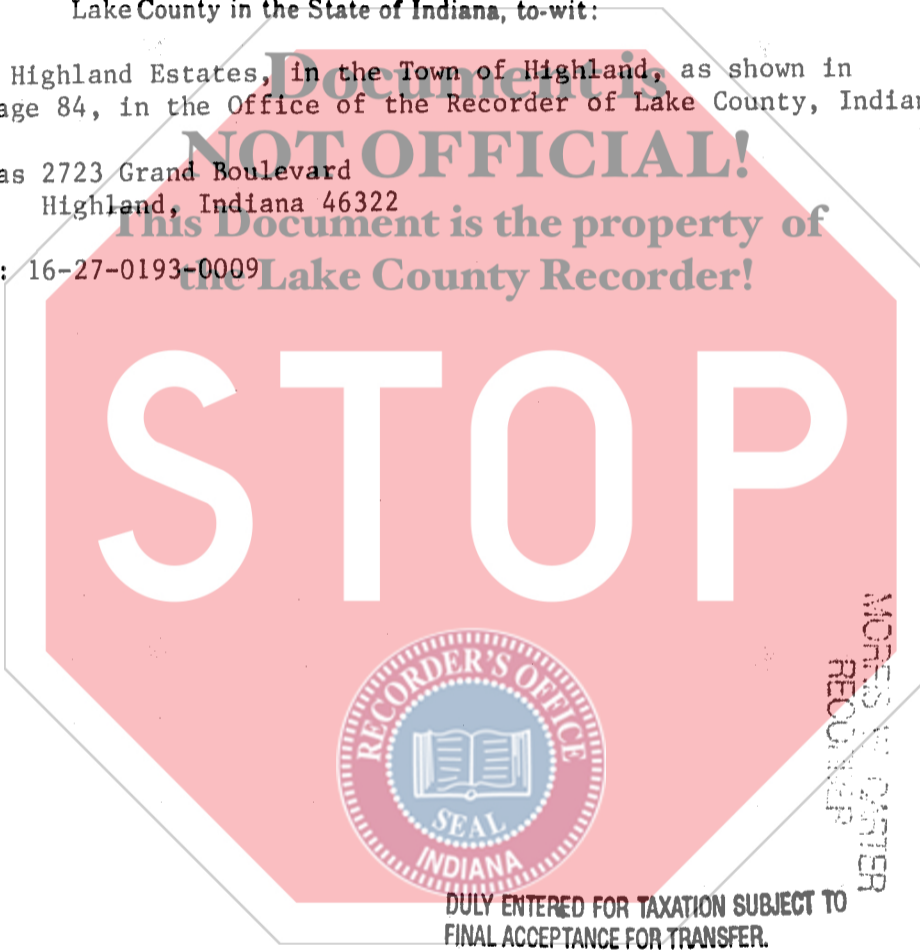 Lake County in the State of Indiana, to-wit:
Highland Estates, in the Town of Highland, as shown in
age 84, in the Office of the Recorder of Lake County, Indian
as 2723 Grand Boulevard
Highland, Indiana 46322
: 16-27-0193-0009
Document is
NOT OFFICIAL!
This Document is the property of
the Lake County Recorder!
STOP
RECORDER'S OFFICE
SEAL
INDIANA
MORRIS W. CARTER
RECORDER
DULY ENTERED FOR TAXATION SUBJECT TO
FINAL ACCEPTANCE FOR TRANSFER.